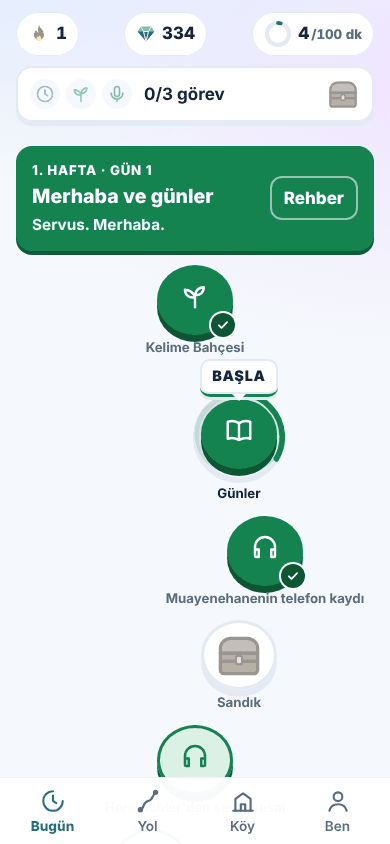 1
334
4/100 dk
0/3 görev
1. HAFTA · GÜN 1
Merhaba ve günler
Servus. Merhaba.
Rehber
Kelime Bahçesi
BAŞLA
Günler
Muayenehanenin telefon kaydı
Sandık
Bugün
Yol
Köy
Ben